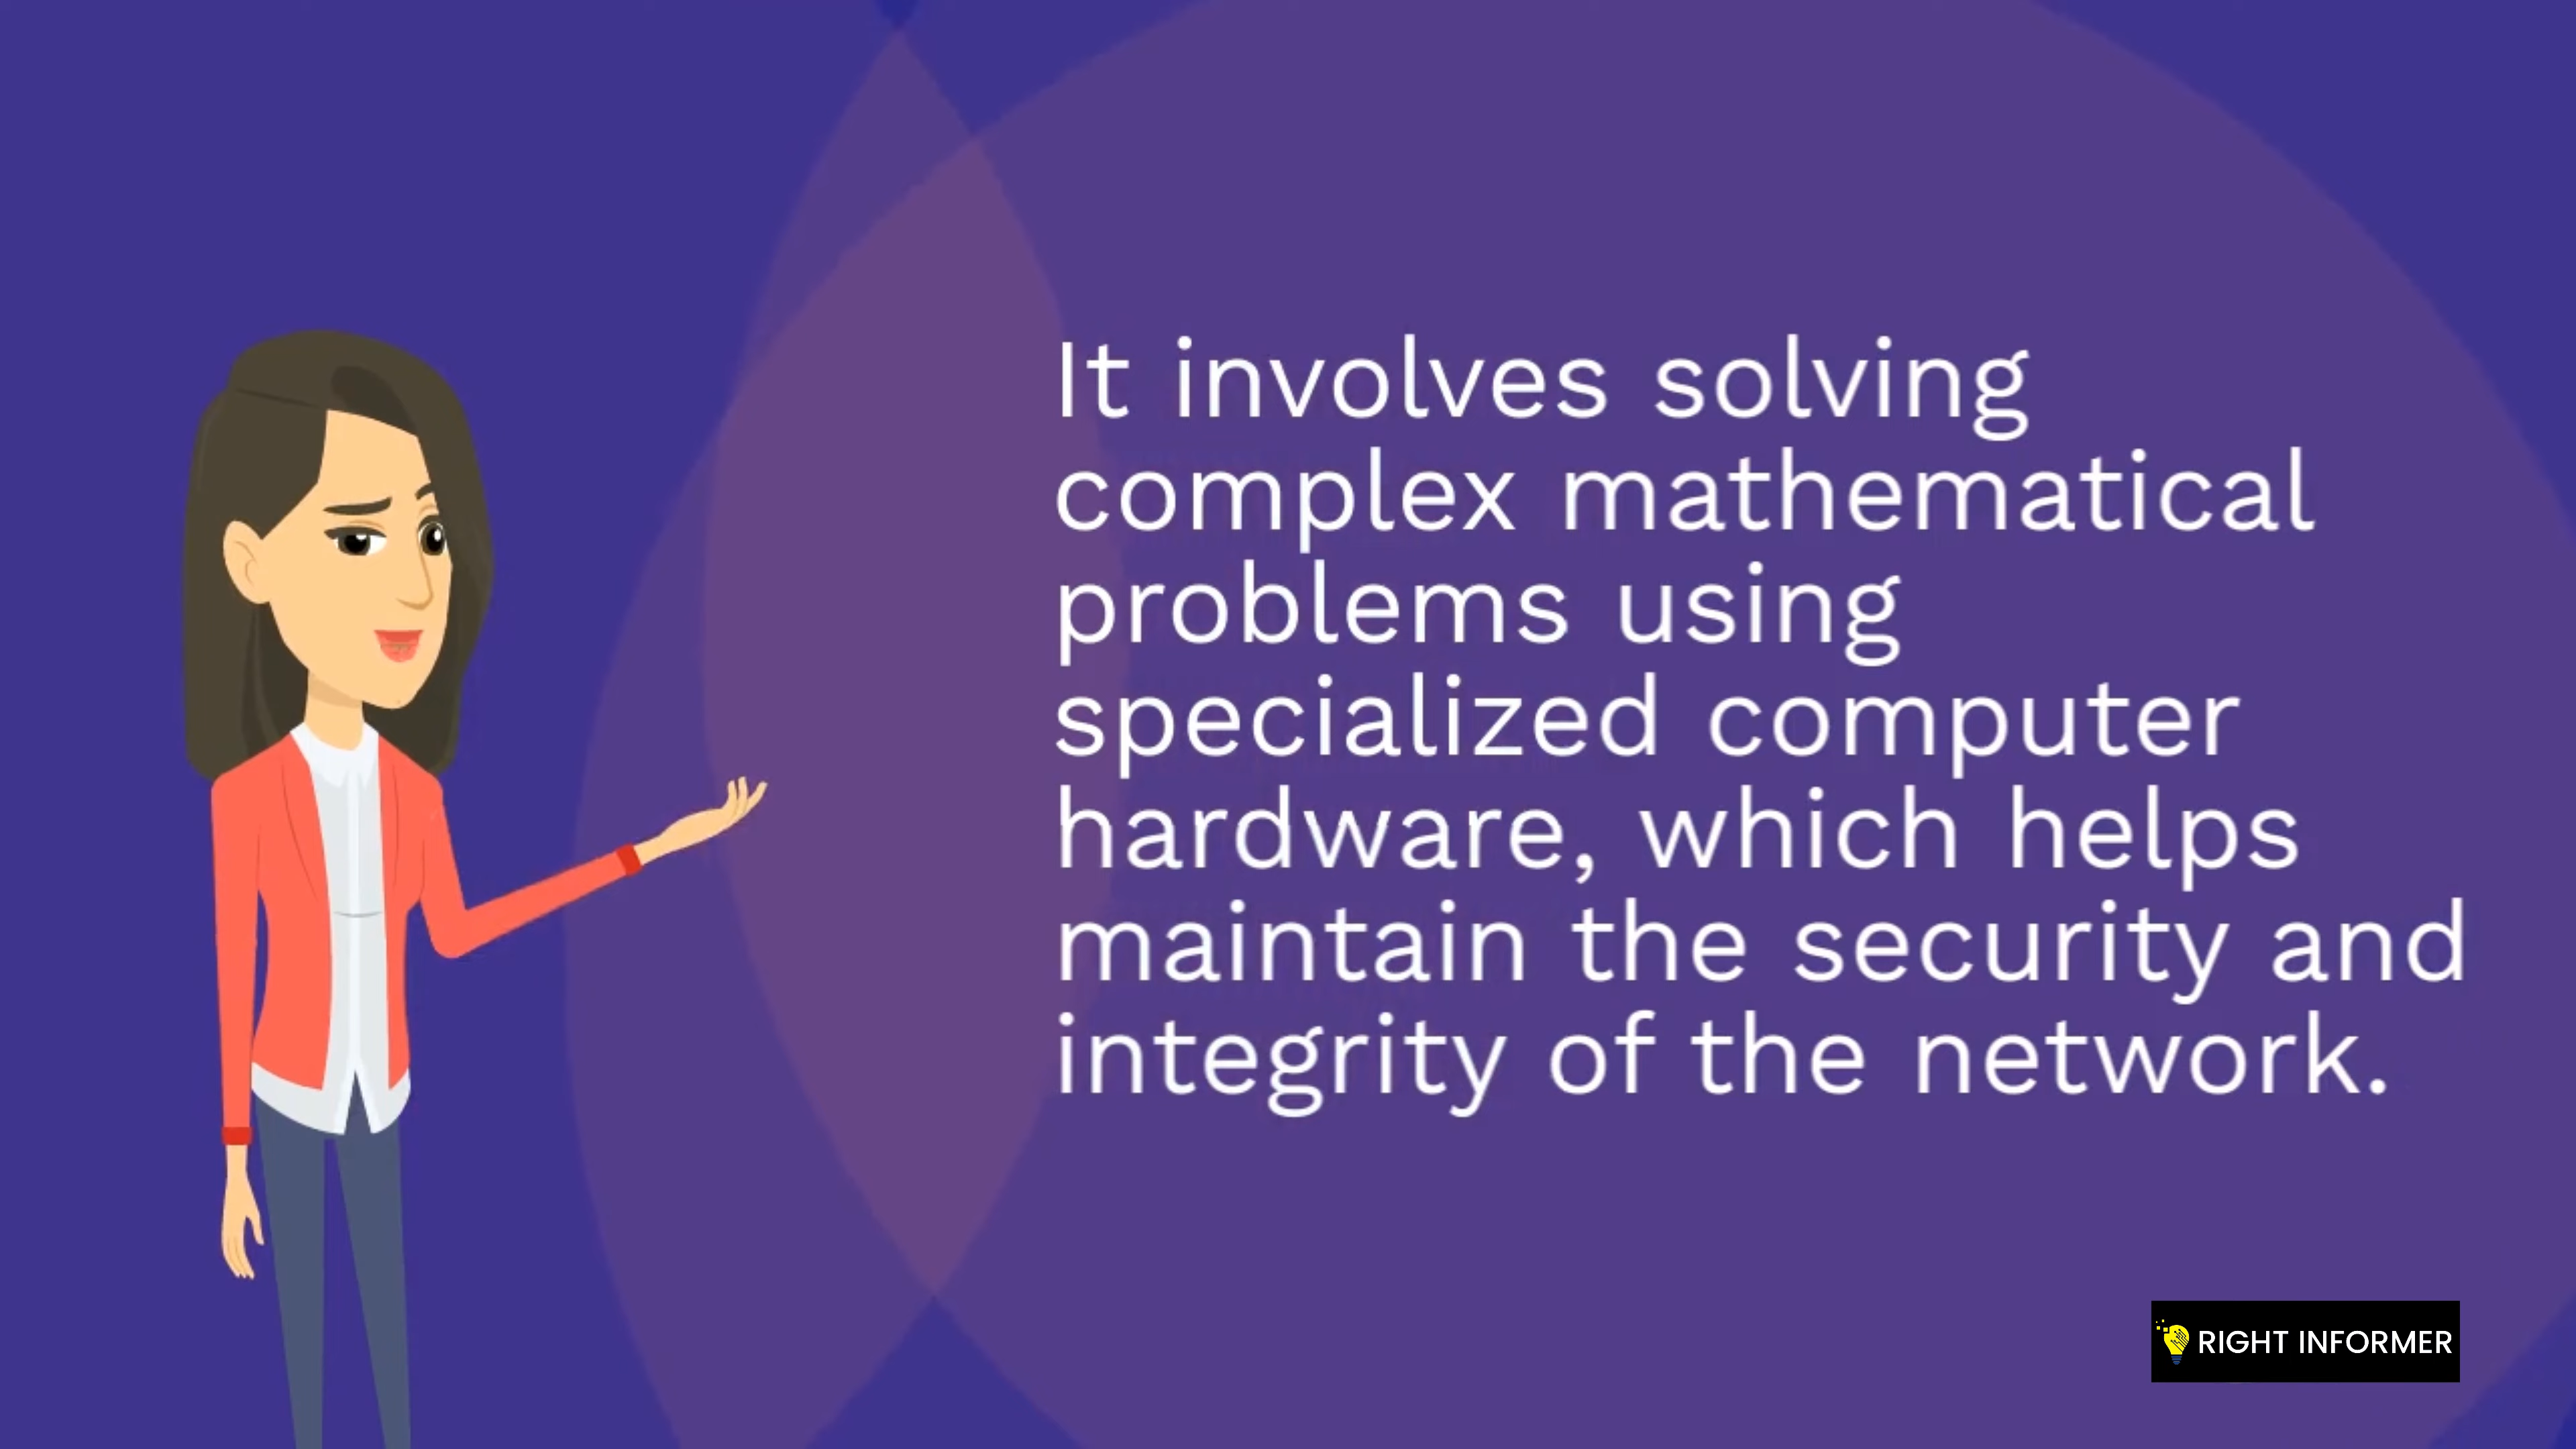 It involves solving
complex mathematical
problems using
specialized computer
hardware, which helps
maintain the security and
integrity of the network.
RIGHT INFORMER